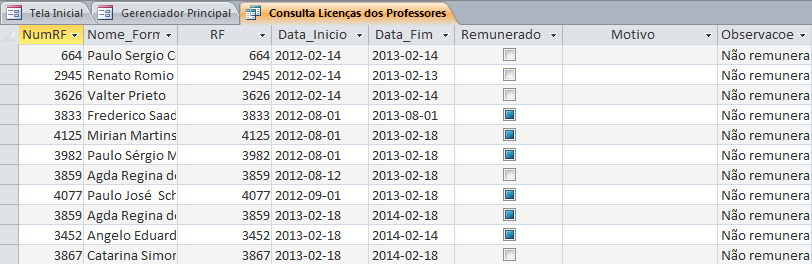 Tela Inicial Gerenciador Principal Consulta Licenças dos Professores
NumRF Nome_Form RF Data_Inicio Data_Fim Remunerado Motivo Observacoe
664 Paulo Sergio C 664 2012-02-14 2013-02-14 Não remunera
2945 Renato Romio 2945 2012-02-14 2013-02-13 Não remunera
3626 Valter Prieto 3626 2012-02-14 2013-02-14 Não remunera
3833 Frederico Saad 3833 2012-08-01 2013-08-01 Não remunera
4125 Mirian Martins 4125 2012-08-01 2013-02-18 Não remunera
3982 Paulo Sérgio M 3982 2012-08-01 2013-02-18 Não remunera
3859 Agda Regina de 3859 2012-08-12 2013-02-18 Não remunera
4077 Paulo José Sch 4077 2012-09-01 2013-02-18 Não remunera
3859 Agda Regina de 3859 2013-02-18 2014-02-18 Não remunera
3452 Angelo Eduard 3452 2013-02-18 2014-02-14 Não remunera
3867 Catarina Simon 3867 2013-02-18 2014-02-18 Não remunera